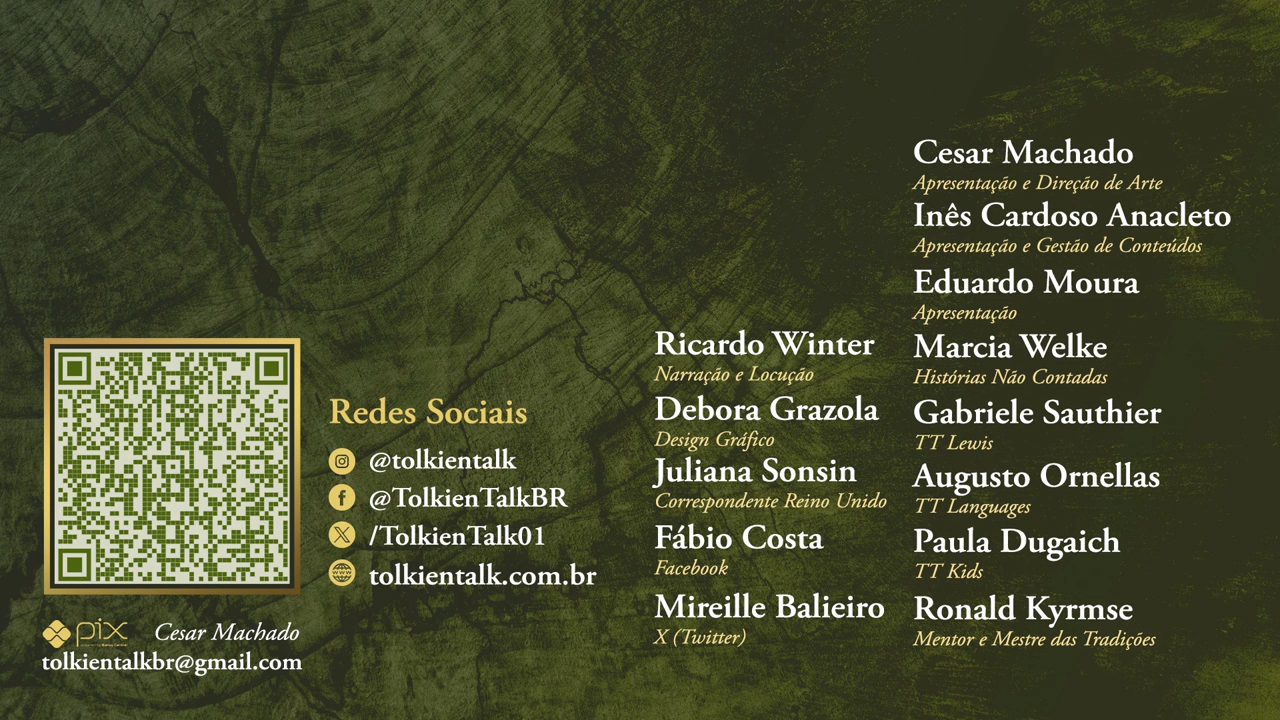 Redes Sociais
@tolkientalk
@TolkienTalkBR
/TolkienTalk01
tolkientalk.com.br
pix
Cesar Machado
tolkientalkbr@gmail.com
Ricardo Winter
Narração e Locução
Debora Grazola
Design Gráfico
Juliana Sonsin
Correspondente Reino Unido
Fábio Costa
Facebook
Mireille Balieiro
X (Twitter)
Cesar Machado
Apresentação e Direção de Arte
Inês Cardoso Anacleto
Apresentação e Gestão de Conteúdos
Eduardo Moura
Apresentação
Marcia Welke
Histórias Não Contadas
Gabriele Sauthier
TT Lewis
Augusto Ornellas
TT Languages
Paula Dugaich
TT Kids
Ronald Kyrmse
Mentor e Mestre das Tradições